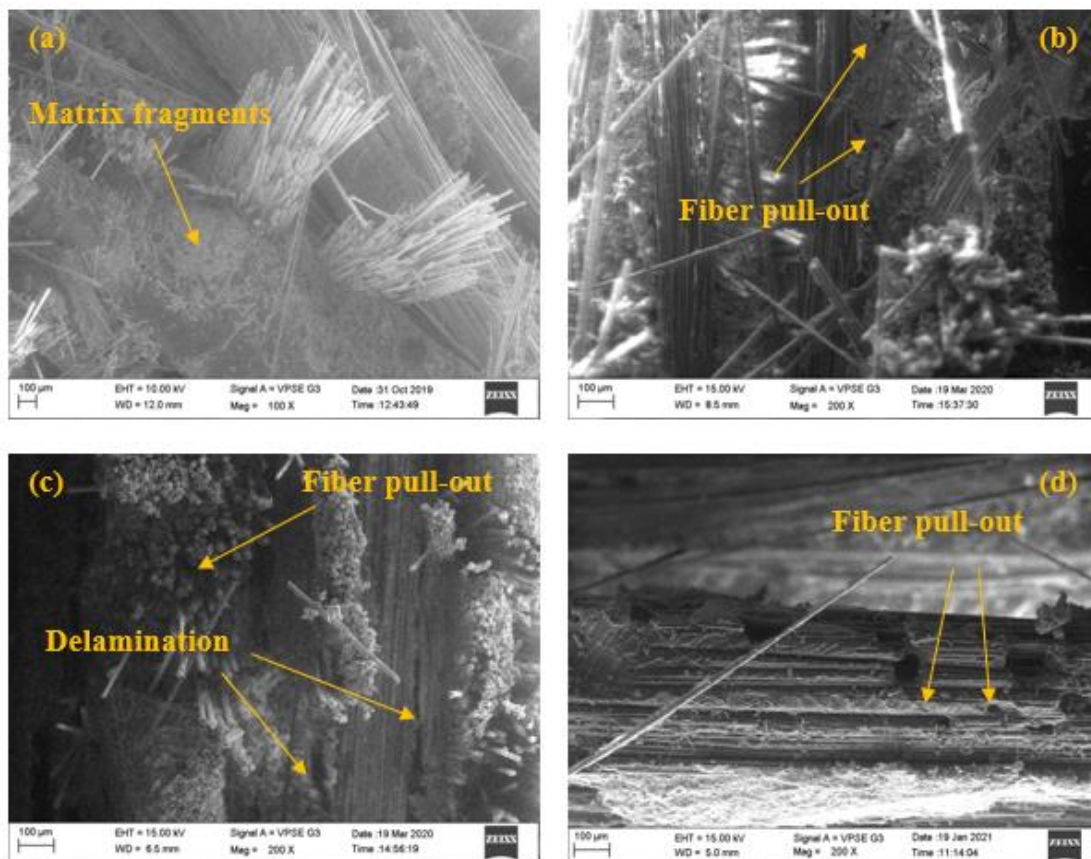 (a)
Matrix fragments
100 µm
EHT = 10.00 kV
Signal A = VPSE G3
Date :31 Oct 2019
WD = 12.0 mm
Mag = 100 X
Time :12:43:49
ZEISS
(b)
Fiber pull-out
100 µm
EHT = 15.00 kV
Signal A = VPSE G3
Date :19 Mar 2020
WD = 8.5 mm
Mag = 200 X
Time :15:37:30
ZEISS
(c)
Fiber pull-out
Delamination
100 µm
EHT = 15.00 kV
Signal A = VPSE G3
Date :19 Mar 2020
WD = 6.5 mm
Mag = 200 X
Time :14:56:19
ZEISS
(d)
Fiber pull-out
100 µm
EHT = 15.00 kV
Signal A = VPSE G3
Date :19 Jan 2021
WD = 5.0 mm
Mag = 200 X
Time :11:14:04
ZEISS